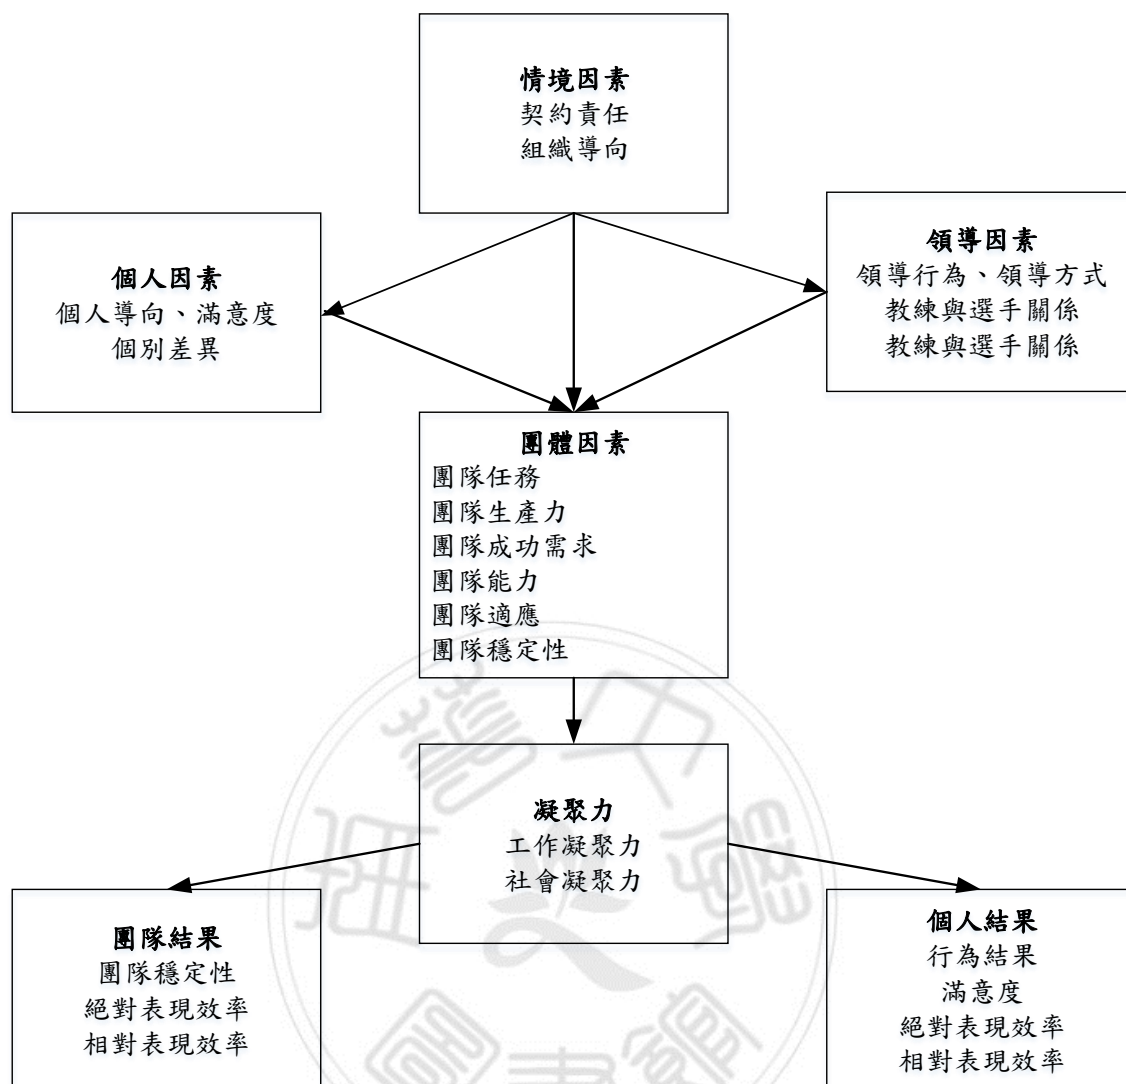 情境因素
契約責任
組織導向
個人因素
個人導向、滿意度
個別差異
領導因素
領導行為、領導方式
教練與選手關係
教練與選手關係
團體因素
團隊任務
團隊生產力
團隊成功需求
團隊能力
團隊適應
團隊穩定性
凝聚力
工作凝聚力
社會凝聚力
團隊結果
團隊穩定性
絕對表現效率
相對表現效率
個人結果
行為結果
滿意度
絕對表現效率
相對表現效率